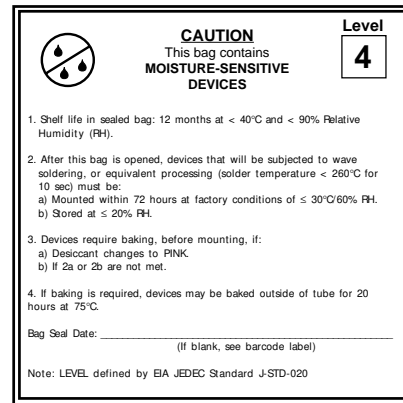 CAUTION
Level
This bag contains
4
MOISTURE-SENSITIVE
DEVICES
1. Shelf life in sealed bag: 12 months at < 40°C and < 90% Relative
Humidity (RH).
2. After this bag is opened, devices that will be subjected to wave
soldering, or equivalent processing (solder temperature < 260°C for
10 sec) must be:
a) Mounted within 72 hours at factory conditions of ≤ 30°C/60% RH.
b) Stored at ≤ 20% RH.
3. Devices require baking, before mounting, if:
a) Desiccant changes to PINK.
b) If 2a or 2b are not met.
4. If baking is required, devices may be baked outside of tube for 20
hours at 75°C.
Bag Seal Date: ____________________
(If blank, see barcode label)
Note: LEVEL defined by EIA JEDEC Standard J-STD-020